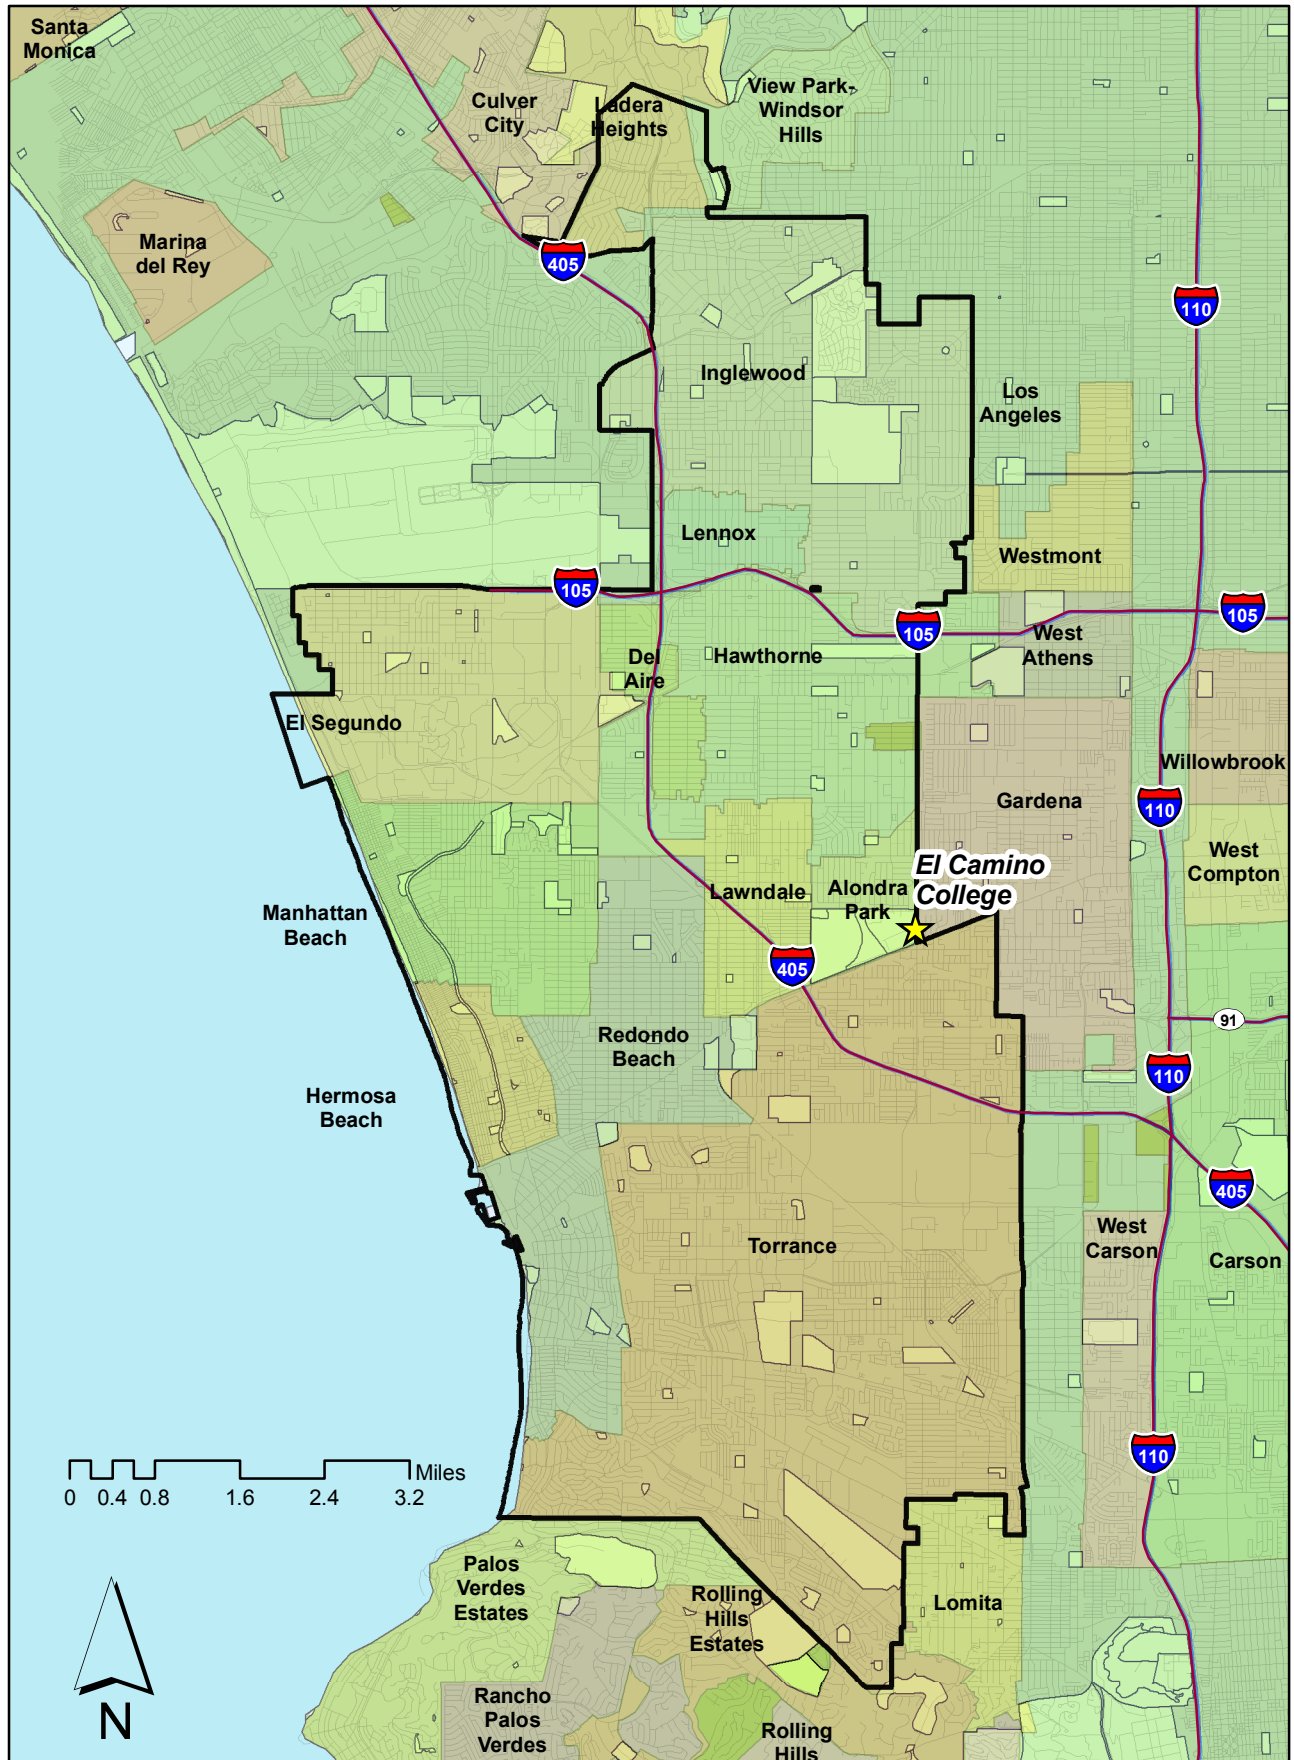 Santa
Monica
Culver
City
Ladera
Heights
View Park-
Windsor
Hills
Marina
del Rey
405
110
Inglewood
Los
Angeles
Lennox
Westmont
105
105
105
West
Athens
Del
Aire
Hawthorne
El Segundo
Willowbrook
Gardena
110
West
Compton
El Camino
College
Lawndale
Alondra
Park
Manhattan
Beach
405
91
Redondo
Beach
110
Hermosa
Beach
405
West
Carson
Carson
Torrance
110
Miles
0 0.4 0.8 1.6 2.4 3.2
Palos
Verdes
Estates
Rolling
Hills
Estates
Lomita
N
Rancho
Palos
Verdes
Rolling
Hills